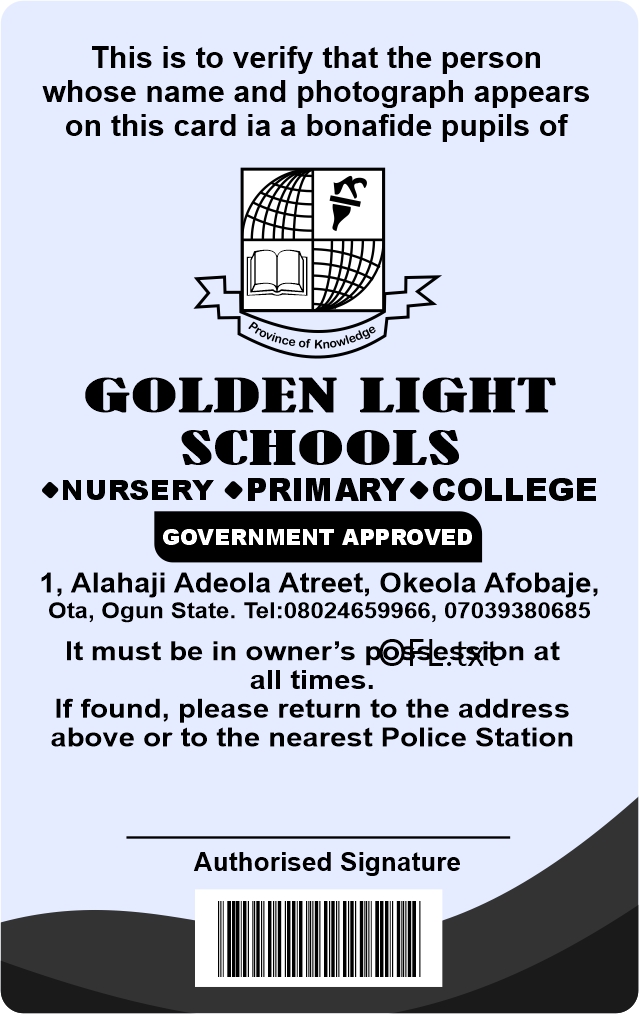 This is to verify that the person
whose name and photograph appears
on this card ia a bonafide pupils of
Province of Knowledge
GOLDEN LIGHT
SCHOOLS
◆NURSERY ◆PRIMARY◆COLLEGE
GOVERNMENT APPROVED
1, Alahaji Adeola Atreet, Okeola Afobaje,
Ota, Ogun State. Tel:08024659966, 07039380685
It must be in owner’s possession at
OFL.txt
all times.
If found, please return to the address
above or to the nearest Police Station
Authorised Signature